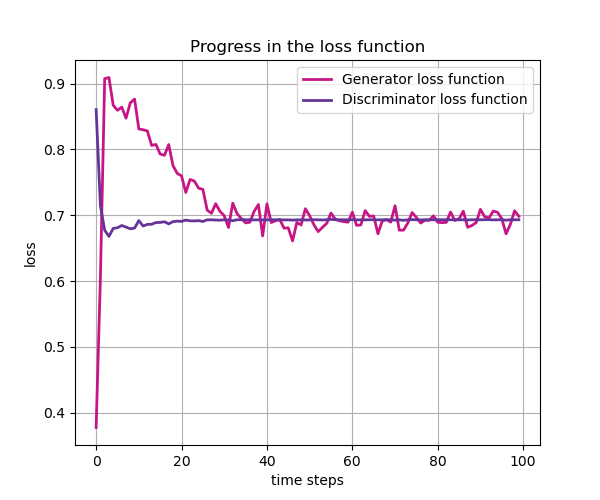 Progress in the loss function
Generator loss function
Discriminator loss function
loss
0.9
0.8
0.7
0.6
0.5
0.4
0 20 40 60 80 100
time steps